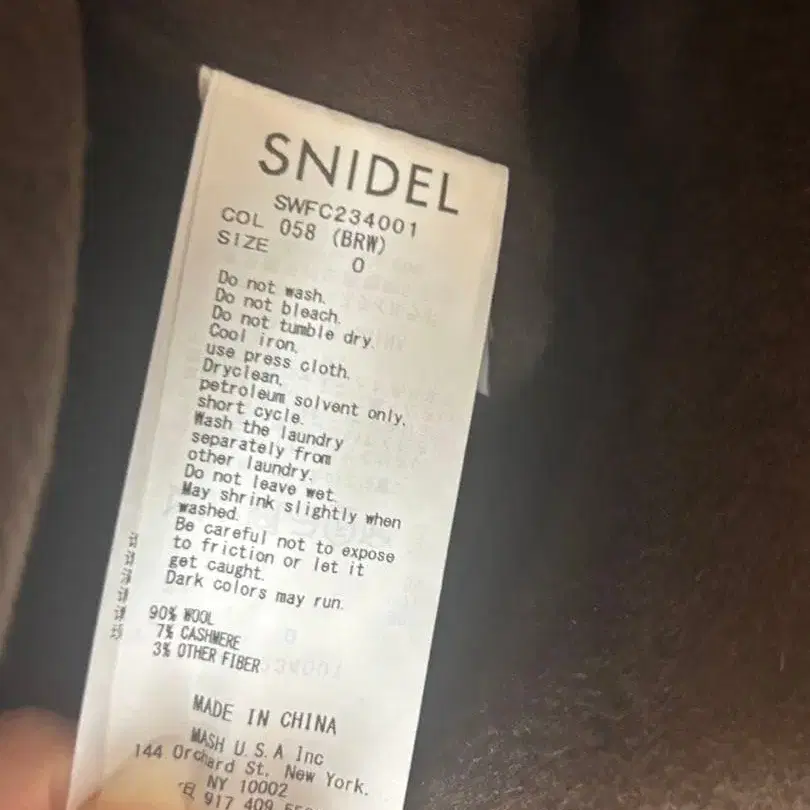 SNIDEL
SWFC234001
COL 058 (BRW)
SIZE 0
Do not wash.
Do not bleach.
Do not tumble dry.
Cool iron.
use press cloth.
Dryclean,
petroleum solvent only.
short cycle.
Wash the laundry
separately from
other laundry.
Do not leave wet.
May shrink slightly when
washed.
Be careful not to expose
to friction or let it
get caught.
Dark colors may run.
90% WOOL
7% CASHMERE
3% OTHER FIBER
MADE IN CHINA
MASH U.S.A Inc
144 Orchard St, New York.
NY 10002
917 409